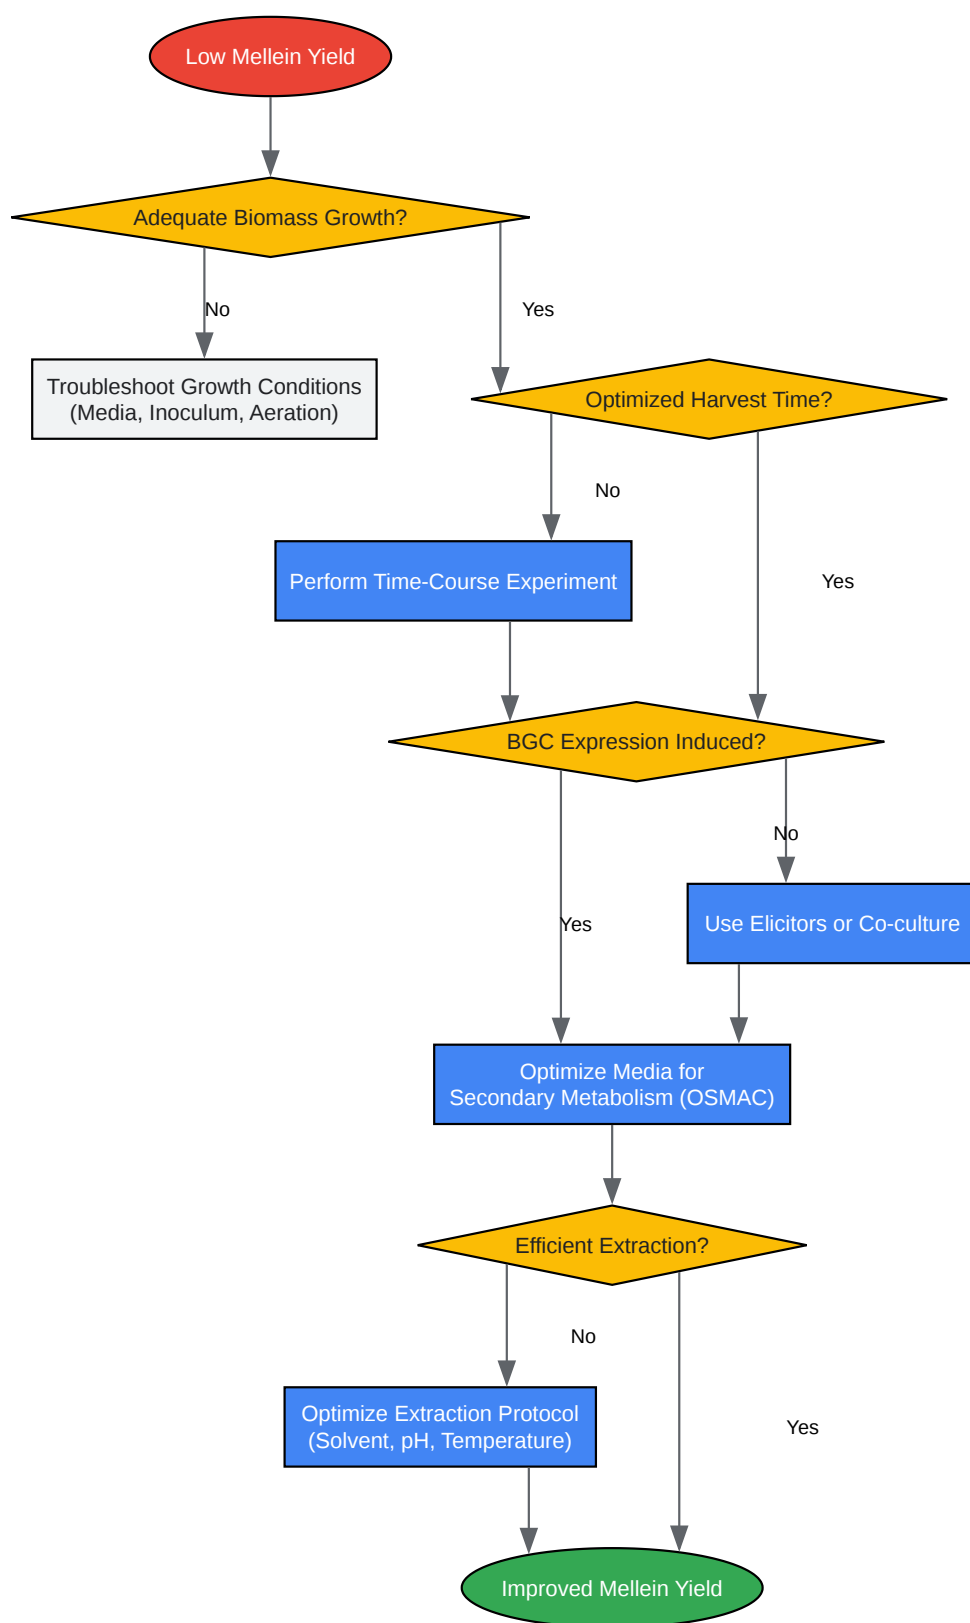 Low Mellein Yield
Adequate Biomass Growth?
No
Yes
Troubleshoot Growth Conditions
(Media, Inoculum, Aeration)
Optimized Harvest Time?
No
Perform Time-Course Experiment
Yes
BGC Expression Induced?
No
Yes
Use Elicitors or Co-culture
Optimize Media for
Secondary Metabolism (OSMAC)
Efficient Extraction?
No
Optimize Extraction Protocol
(Solvent, pH, Temperature)
Yes
Improved Mellein Yield